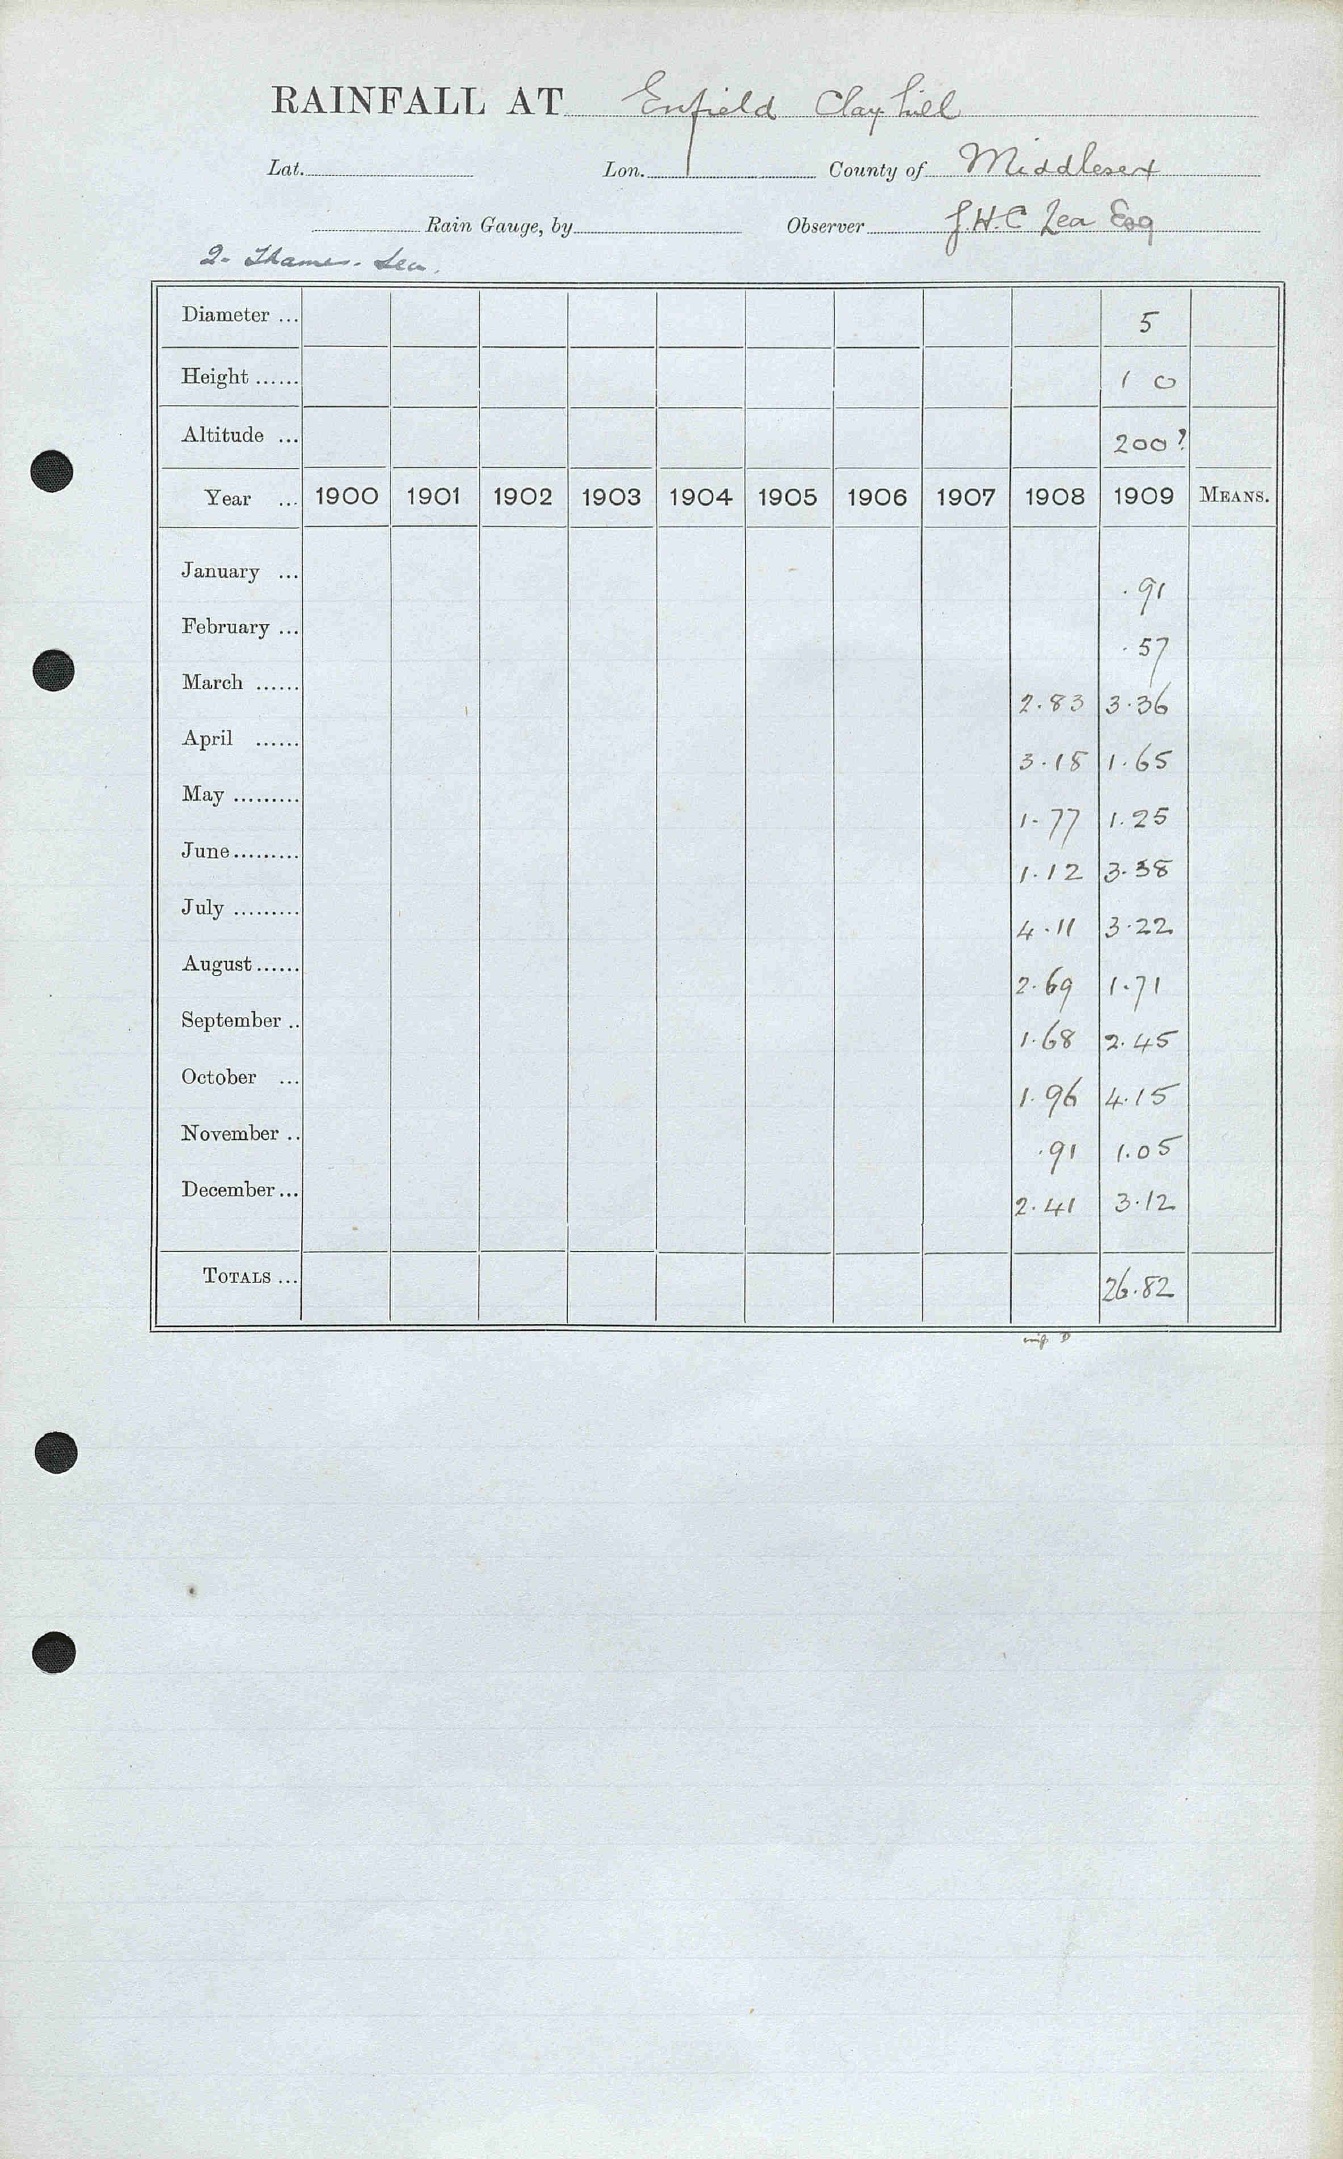 RAINFALL AT Enfield Clay hill
Lat. Lon. County of Middlesex
Rain Gauge, by Observer J.H.C Lea Esq
2. Thames. Lea.
Diameter ... 5
Height ...... 1 0
Altitude ... 200?
Year ... 1900 1901 1902 1903 1904 1905 1906 1907 1908 1909 MEANS.
January ... .91
February ... .57
March ...... 2.83 3.36
April ...... 3.18 1.65
May ......... 1.77 1.25
June......... 1.12 3.38
July ......... 4.11 3.22
August ...... 2.69 1.71
September .. 1.68 2.45
October ... 1.96 4.15
November .. .91 1.05
December ... 2.41 3.12
TOTALS ... 26.82